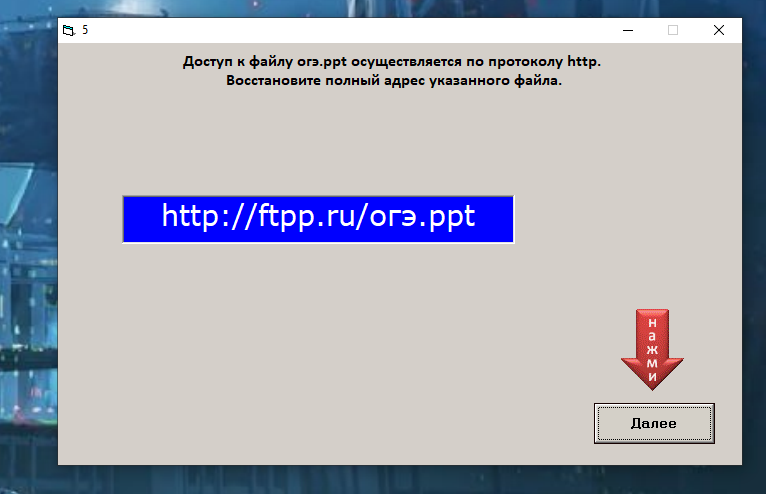 5
Доступ к файлу огэ.ppt осуществляется по протоколу http.
Восстановите полный адрес указанного файла.
http://ftpp.ru/огэ.ppt
нажми
Далее